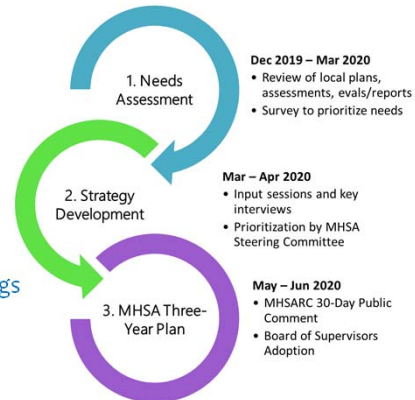 1. Needs
Assessment
Dec 2019 – Mar 2020
• Review of local plans,
assessments, evals/reports
• Survey to prioritize needs
2. Strategy
Development
Mar – Apr 2020
• Input sessions and key
interviews
• Prioritization by MHSA
Steering Committee
3. MHSA Three-
Year Plan
May – Jun 2020
• MHSARC 30-Day Public
Comment
• Board of Supervisors
Adoption